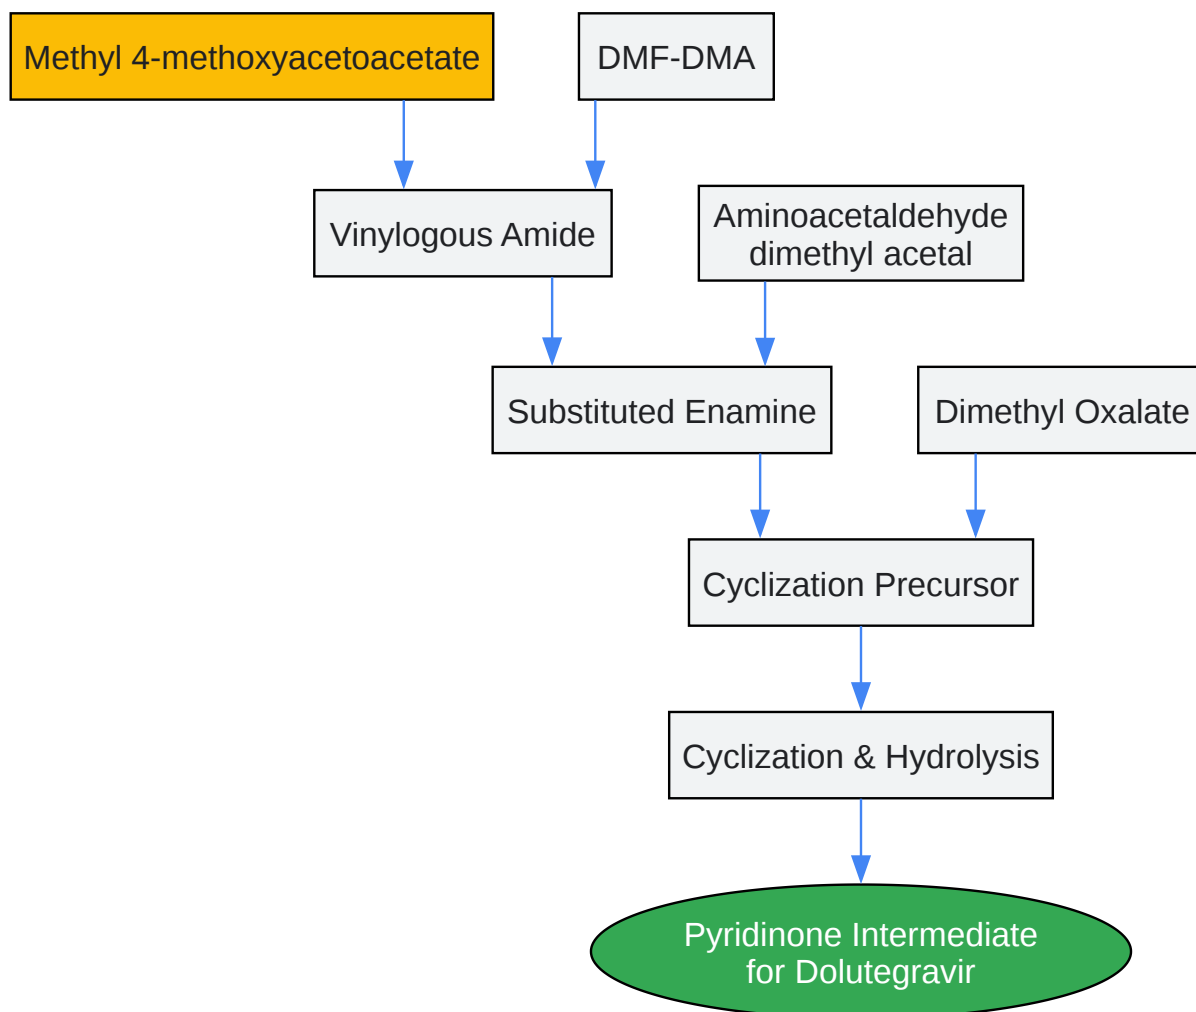 Methyl 4-methoxyacetoacetate
DMF-DMA
Vinylogous Amide
Aminoacetaldehyde
dimethyl acetal
Substituted Enamine
Dimethyl Oxalate
Cyclization Precursor
Cyclization & Hydrolysis
Pyridinone Intermediate
for Dolutegravir